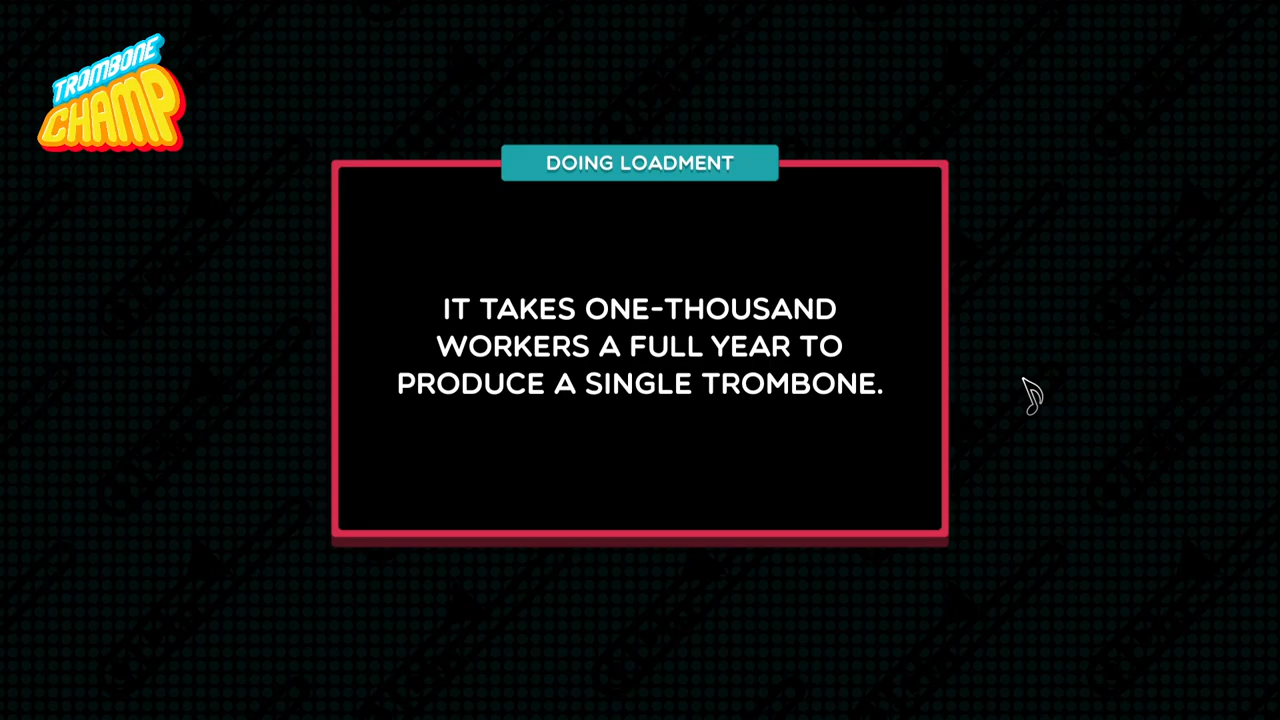 TROMBONE
CHAMP
DOING LOADMENT
IT TAKES ONE-THOUSAND
WORKERS A FULL YEAR TO
PRODUCE A SINGLE TROMBONE.